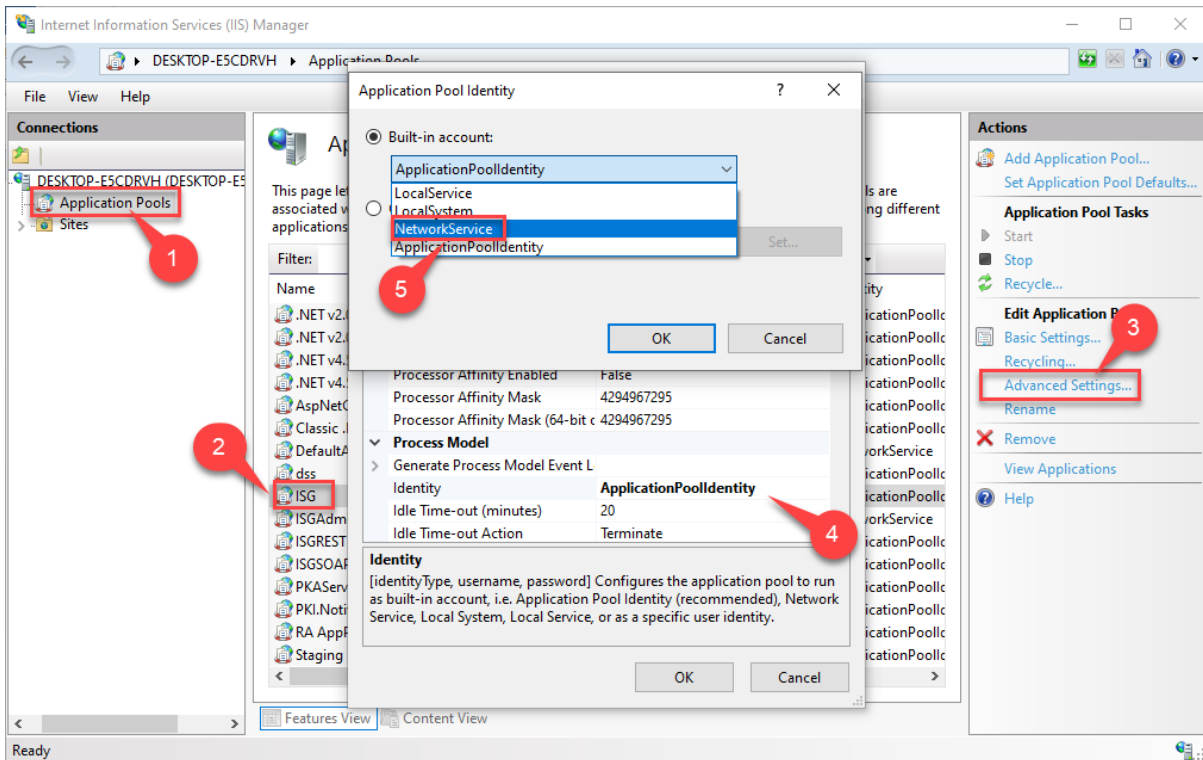 Internet Information Services (IIS) Manager
DESKTOP-E5CDRVH Application Pools
File View Help
Connections
DESKTOP-E5CDRVH (DESKTOP-E5
Application Pools
Sites
1
This page
associated
applications
ls are
ng different
Filter:
Name
tity
.NET v2.0
.NET v2.0
.NET v4.
.NET v4.
AspNetC
Classic .
DefaultA
dss
ISG
ISGAdm
ISGREST
ISGSOAP
PKAServ
PKI.Noti
RA AppP
Staging
icationPoolIc
icationPoolIc
icationPoolIc
icationPoolIc
icationPoolIc
icationPoolIc
vorkService
icationPoolIc
icationPoolIc
vorkService
icationPoolIc
icationPoolIc
icationPoolIc
icationPoolIc
icationPoolIc
icationPoolIc
2
Application Pool Identity
Built-in account:
ApplicationPoolIdentity
LocalService
LocalSystem
NetworkService
ApplicationPoolIdentity
Set...
5
OK Cancel
Processor Affinity Enabled False
Processor Affinity Mask 4294967295
Processor Affinity Mask (64-bit c 4294967295
Process Model
Generate Process Model Event L
Identity ApplicationPoolIdentity
Idle Time-out (minutes) 20
Idle Time-out Action Terminate
4
Identity
[identityType, username, password] Configures the application pool to run
as built-in account, i.e. Application Pool Identity (recommended), Network
Service, Local System, Local Service, or as a specific user identity.
OK Cancel
Features View Content View
Actions
Add Application Pool...
Set Application Pool Defaults...
Application Pool Tasks
Start
Stop
Recycle...
Edit Application P
3
Basic Settings...
Recycling...
Advanced Settings...
Rename
Remove
View Applications
Help
Ready